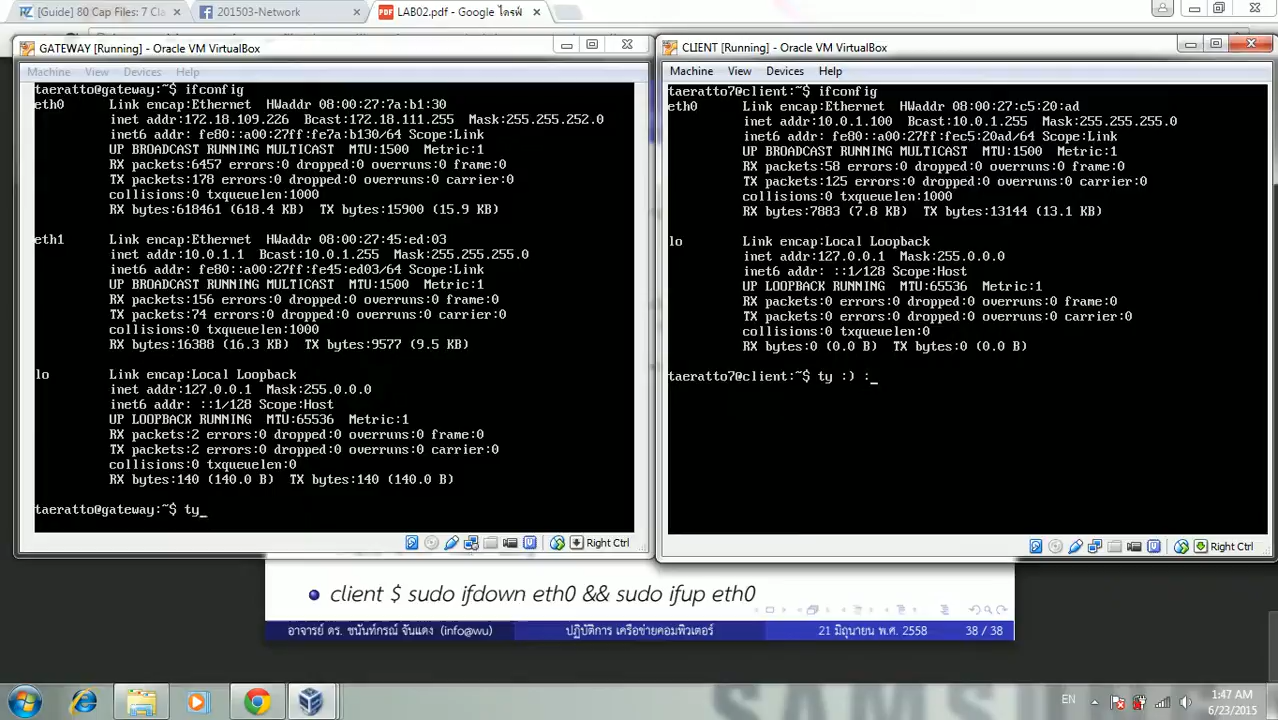 [Guide] 80 Cap Files: 7 Cla
201503-Network
LAB02.pdf - Google ไดรฟ์
GATEWAY [Running] - Oracle VM VirtualBox
Machine View Devices Help
taeratto@gateway:~$ ifconfig
eth0 Link encap:Ethernet HWaddr 08:00:27:7a:b1:30
inet addr:172.18.109.226 Bcast:172.18.111.255 Mask:255.255.252.0
inet6 addr: fe80::a00:27ff:fe7a:b130/64 Scope:Link
UP BROADCAST RUNNING MULTICAST MTU:1500 Metric:1
RX packets:6457 errors:0 dropped:0 overruns:0 frame:0
TX packets:178 errors:0 dropped:0 overruns:0 carrier:0
collisions:0 txqueuelen:1000
RX bytes:618461 (618.4 KB) TX bytes:15900 (15.9 KB)
eth1 Link encap:Ethernet HWaddr 08:00:27:45:ed:03
inet addr:10.0.1.1 Bcast:10.0.1.255 Mask:255.255.255.0
inet6 addr: fe80::a00:27ff:fe45:ed03/64 Scope:Link
UP BROADCAST RUNNING MULTICAST MTU:1500 Metric:1
RX packets:156 errors:0 dropped:0 overruns:0 frame:0
TX packets:74 errors:0 dropped:0 overruns:0 carrier:0
collisions:0 txqueuelen:1000
RX bytes:16388 (16.3 KB) TX bytes:9577 (9.5 KB)
lo Link encap:Local Loopback
inet addr:127.0.0.1 Mask:255.0.0.0
inet6 addr: ::1/128 Scope:Host
UP LOOPBACK RUNNING MTU:65536 Metric:1
RX packets:2 errors:0 dropped:0 overruns:0 frame:0
TX packets:2 errors:0 dropped:0 overruns:0 carrier:0
collisions:0 txqueuelen:0
RX bytes:140 (140.0 B) TX bytes:140 (140.0 B)
taeratto@gateway:~$ ty_
Right Ctrl
CLIENT [Running] - Oracle VM VirtualBox
Machine View Devices Help
taeratto7@client:~$ ifconfig
eth0 Link encap:Ethernet HWaddr 08:00:27:c5:20:ad
inet addr:10.0.1.100 Bcast:10.0.1.255 Mask:255.255.255.0
inet6 addr: fe80::a00:27ff:fec5:20ad/64 Scope:Link
UP BROADCAST RUNNING MULTICAST MTU:1500 Metric:1
RX packets:58 errors:0 dropped:0 overruns:0 frame:0
TX packets:125 errors:0 dropped:0 overruns:0 carrier:0
collisions:0 txqueuelen:1000
RX bytes:7883 (7.8 KB) TX bytes:13144 (13.1 KB)
lo Link encap:Local Loopback
inet addr:127.0.0.1 Mask:255.0.0.0
inet6 addr: ::1/128 Scope:Host
UP LOOPBACK RUNNING MTU:65536 Metric:1
RX packets:0 errors:0 dropped:0 overruns:0 frame:0
TX packets:0 errors:0 dropped:0 overruns:0 carrier:0
collisions:0 txqueuelen:0
RX bytes:0 (0.0 B) TX bytes:0 (0.0 B)
taeratto7@client:~$ ty :) :_
Right Ctrl
client $ sudo ifdown eth0 && sudo ifup eth0
อาจารย์ ดร. ชนันท์กรณ์ จันแดง (info@wu) ปฏิบัติการ เครือข่ายคอมพิวเตอร์ 21 มิถุนายน พ.ศ. 2558 38 / 38
SAMSU
EN
1:47 AM
6/23/2015